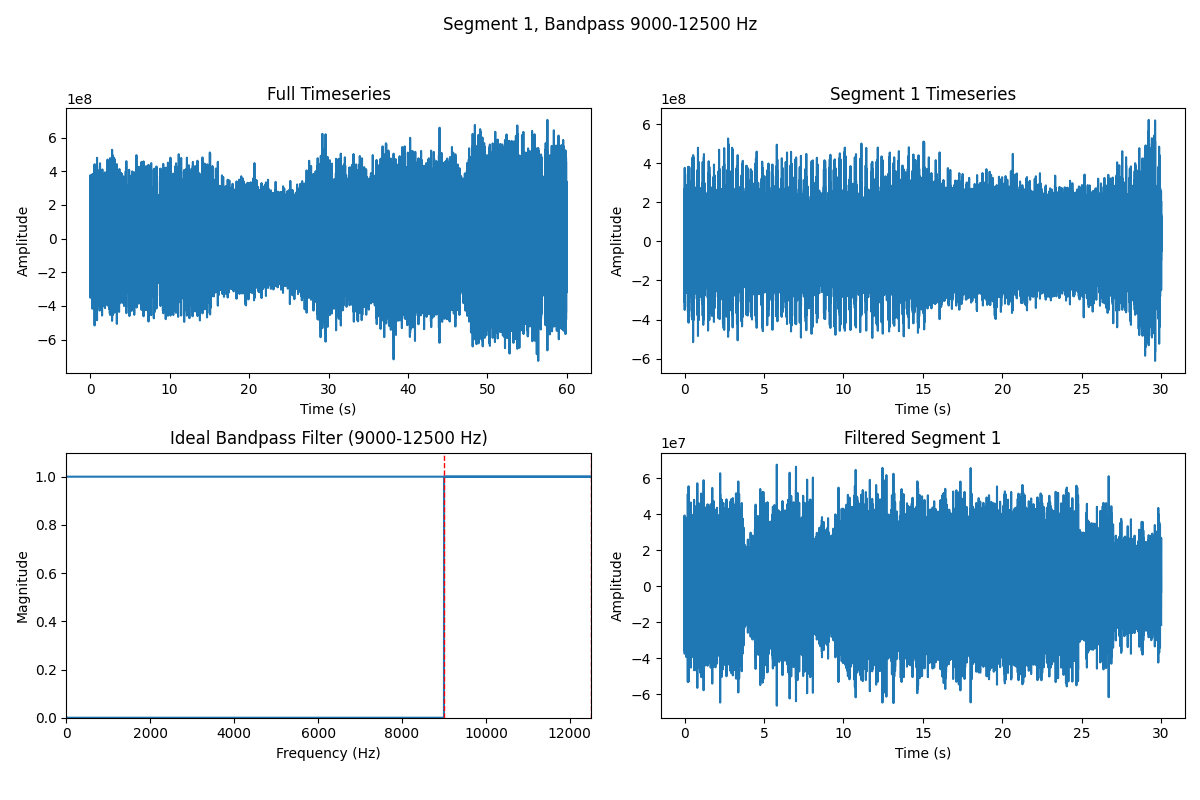 Segment 1, Bandpass 9000-12500 Hz
Full Timeseries
1e8
Amplitude
6
4
2
0
−2
−4
−6
0 10 20 30 40 50 60
Time (s)
Segment 1 Timeseries
1e8
Amplitude
6
4
2
0
−2
−4
−6
0 5 10 15 20 25 30
Time (s)
Ideal Bandpass Filter (9000-12500 Hz)
Magnitude
1.0
0.8
0.6
0.4
0.2
0.0
0 2000 4000 6000 8000 10000 12000
Frequency (Hz)
Filtered Segment 1
1e7
Amplitude
6
4
2
0
−2
−4
−6
0 5 10 15 20 25 30
Time (s)